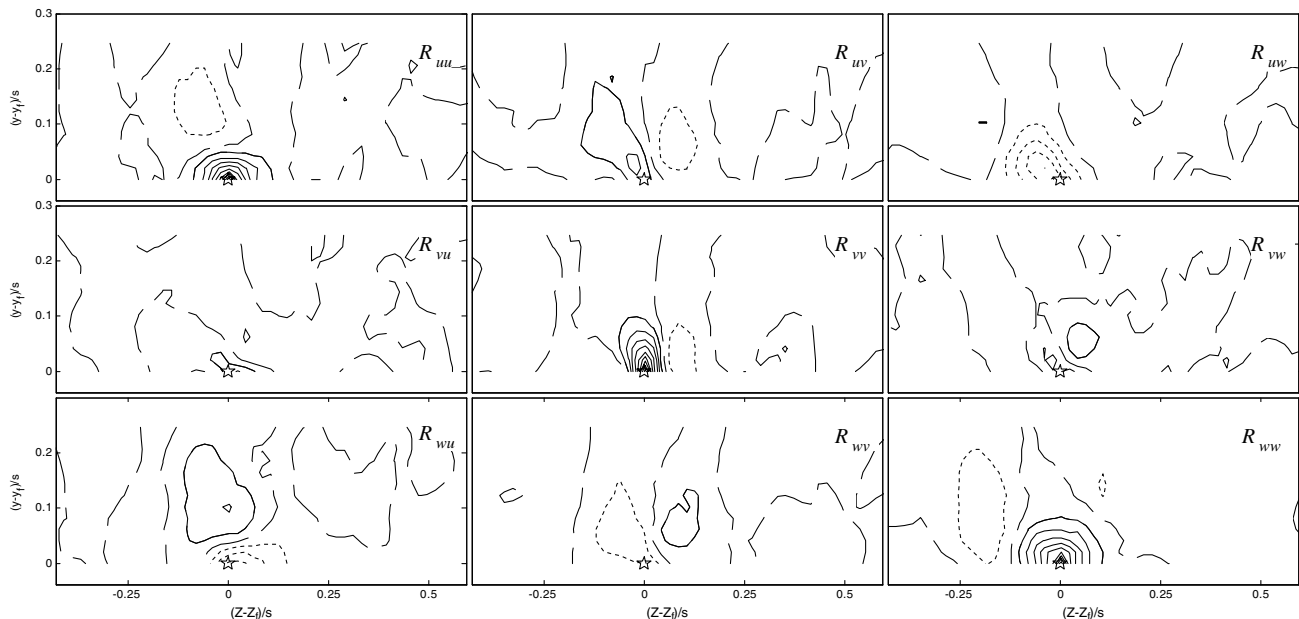 0.3
0.2
0.1
0
(y-y_f)/s
R_uu
R_uv
R_uw
0.3
0.2
0.1
0
(y-y_f)/s
R_vu
R_vv
R_vw
0.2
0.1
0
(y-y_f)/s
R_wu
R_wv
R_ww
-0.25 0 0.25 0.5
-0.25 0 0.25 0.5
-0.25 0 0.25 0.5
(Z-Z_f)/s
(Z-Z_f)/s
(Z-Z_f)/s